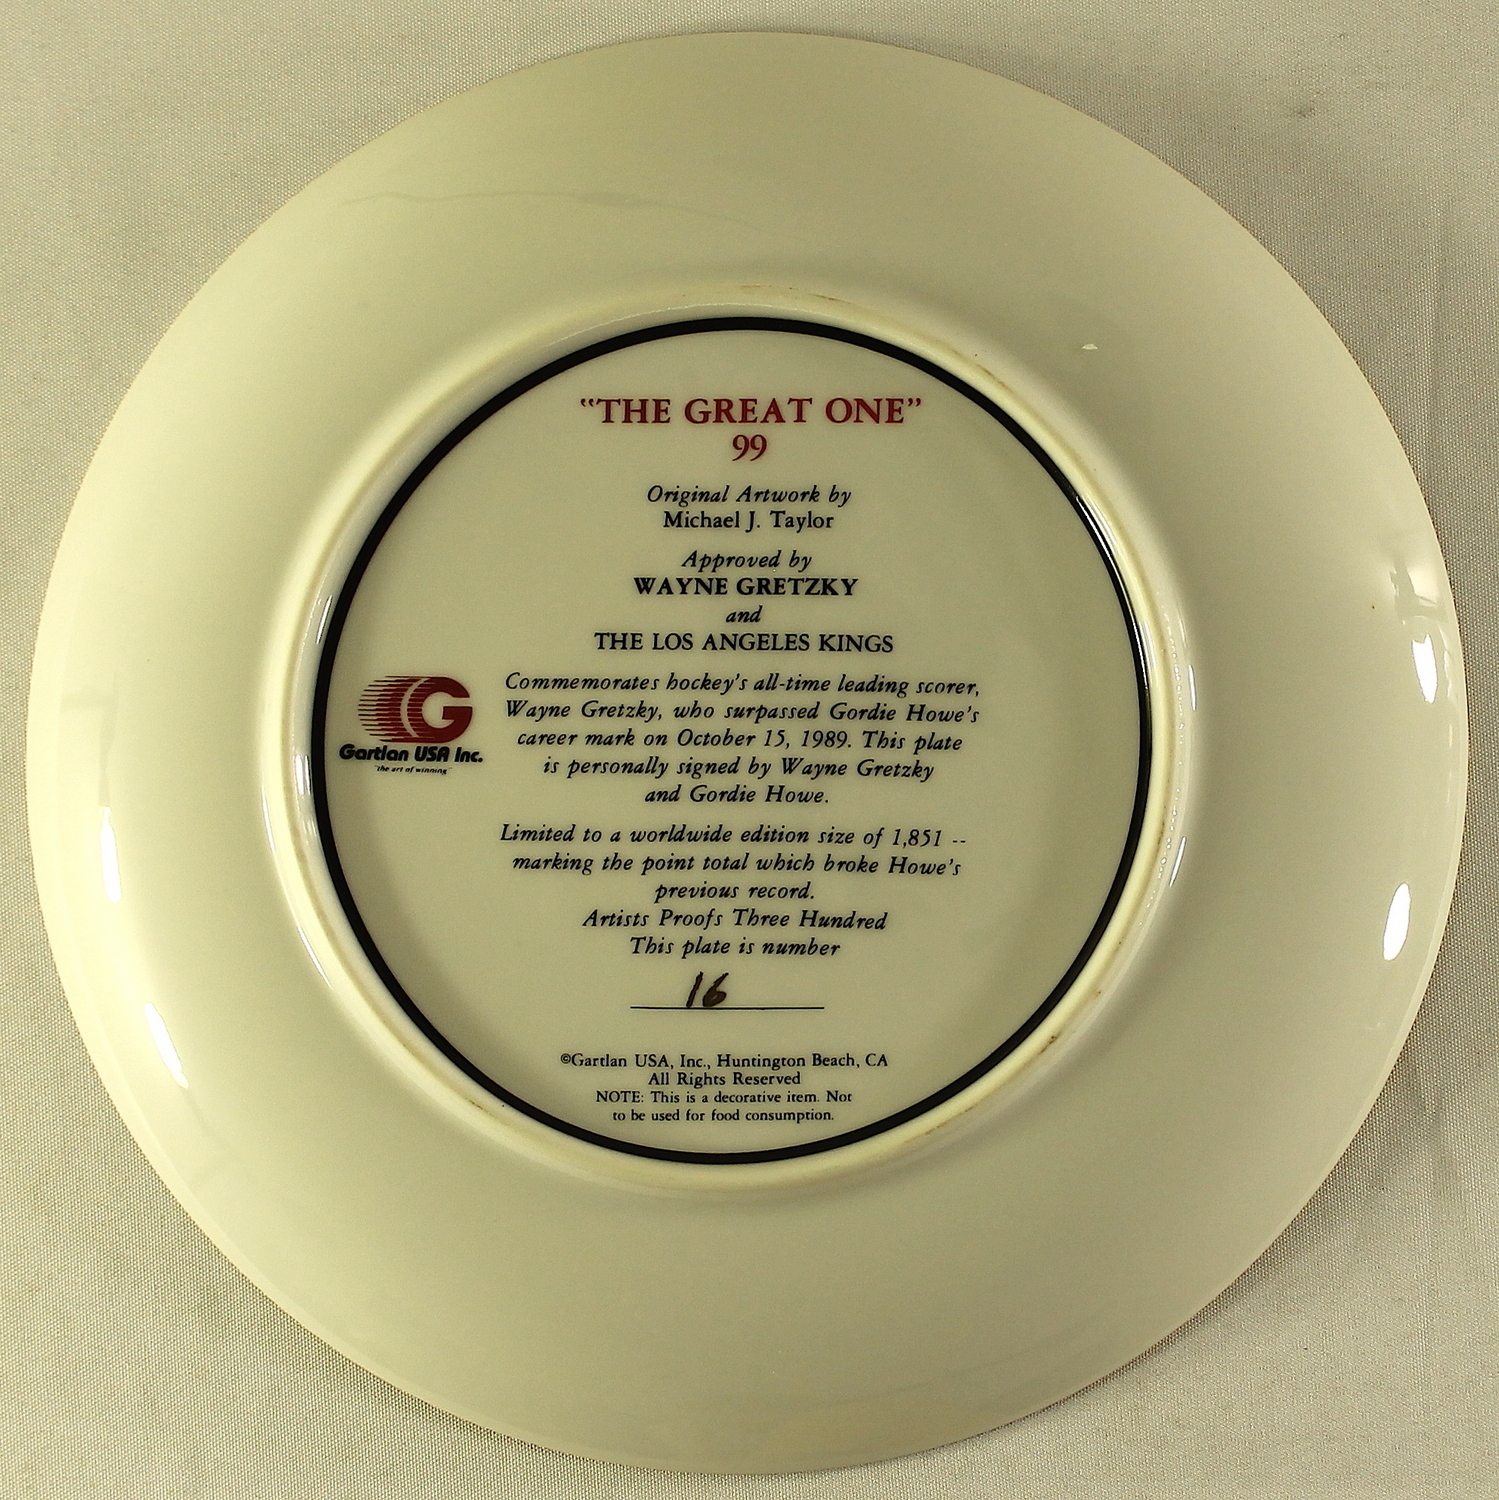 "THE GREAT ONE"
99
Original Artwork by
Michael J. Taylor
Approved by
WAYNE GRETZKY
and
THE LOS ANGELES KINGS
G
Gartlan USA Inc.
"the art of winning"
Commemorates hockey's all-time leading scorer,
Wayne Gretzky, who surpassed Gordie Howe's
career mark on October 15, 1989. This plate
is personally signed by Wayne Gretzky
and Gordie Howe.
Limited to a worldwide edition size of 1,851 --
marking the point total which broke Howe's
previous record.
Artists Proofs Three Hundred
This plate is number
16
©Gartlan USA, Inc., Huntington Beach, CA
All Rights Reserved
NOTE: This is a decorative item. Not
to be used for food consumption.